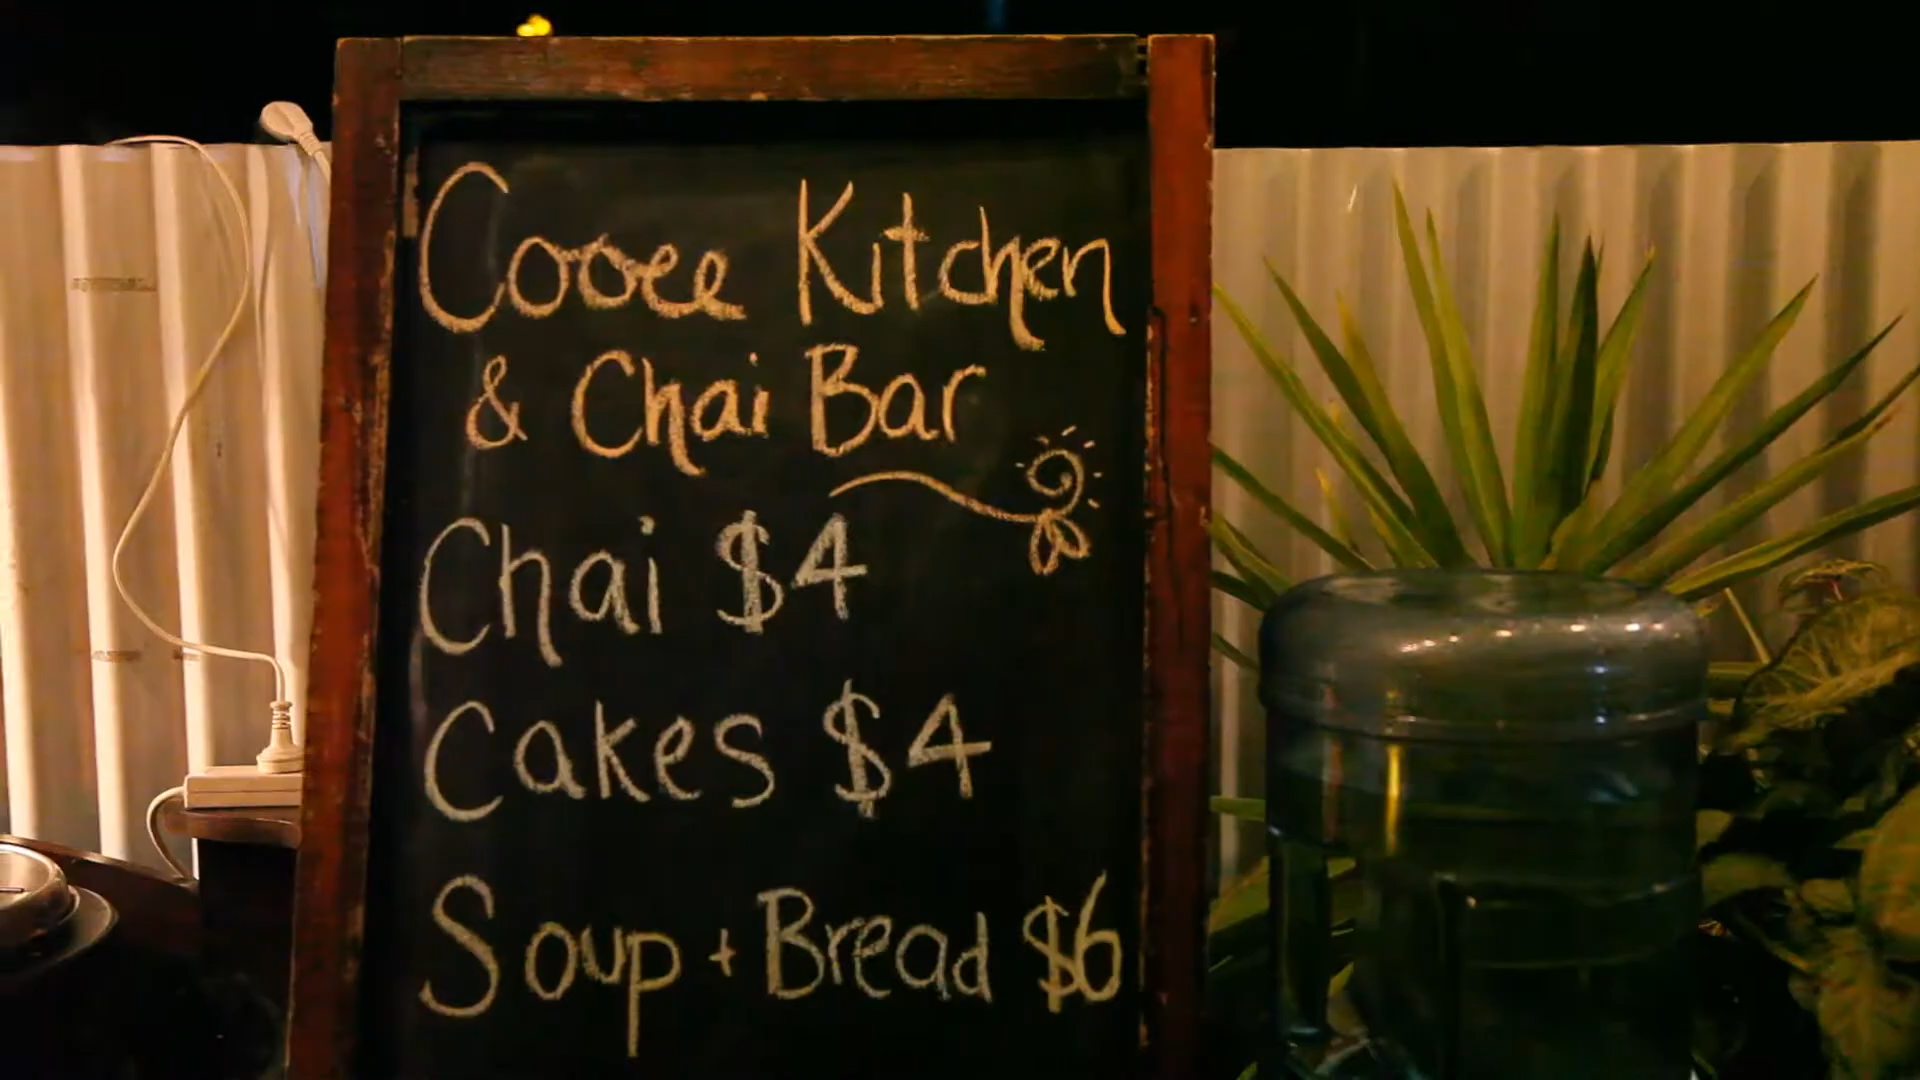 Cooee Kitchen
& Chai Bar
Chai $4
Cakes $4
Soup + Bread $6